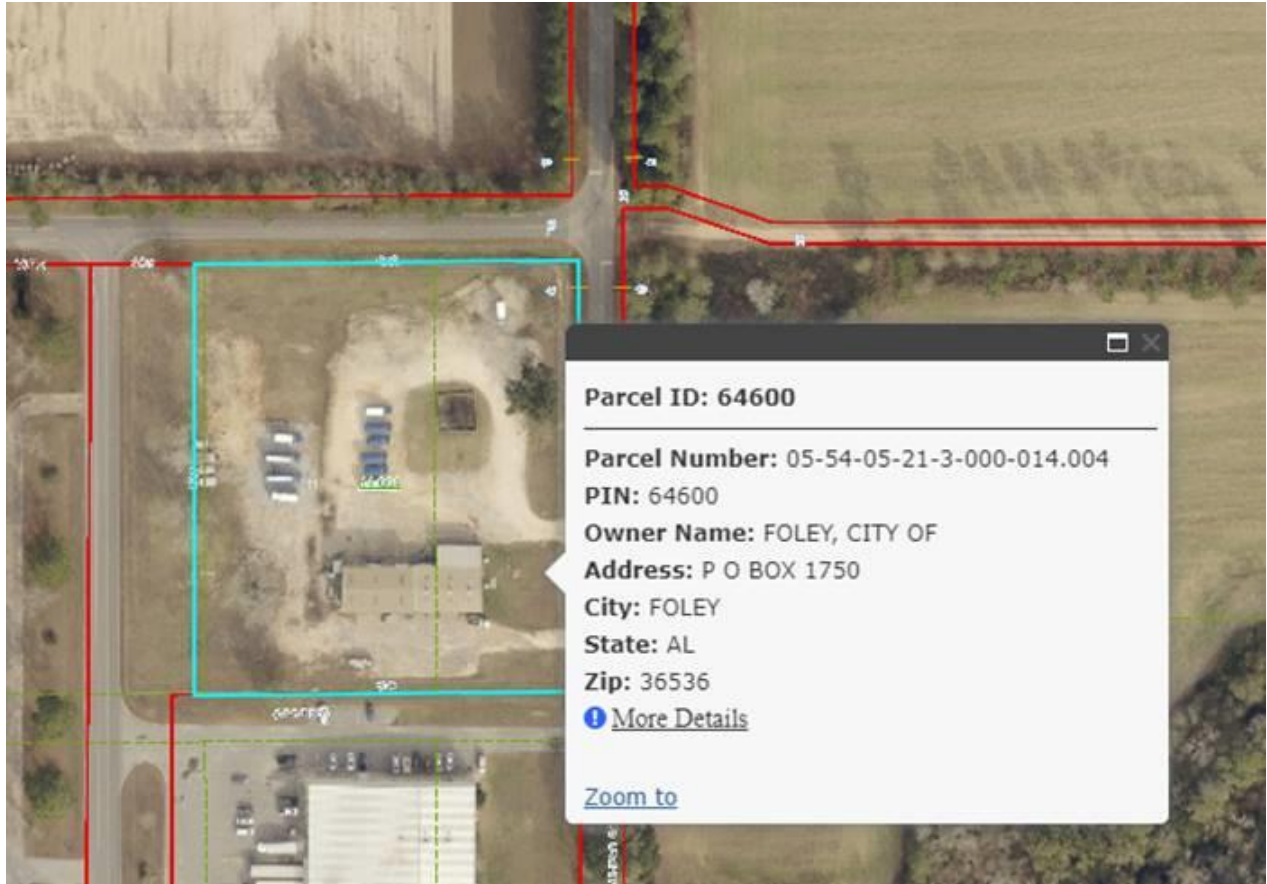 Parcel ID: 64600
Parcel Number: 05-54-05-21-3-000-014.004
PIN: 64600
Owner Name: FOLEY, CITY OF
Address: P O BOX 1750
City: FOLEY
State: AL
Zip: 36536
More Details
Zoom to